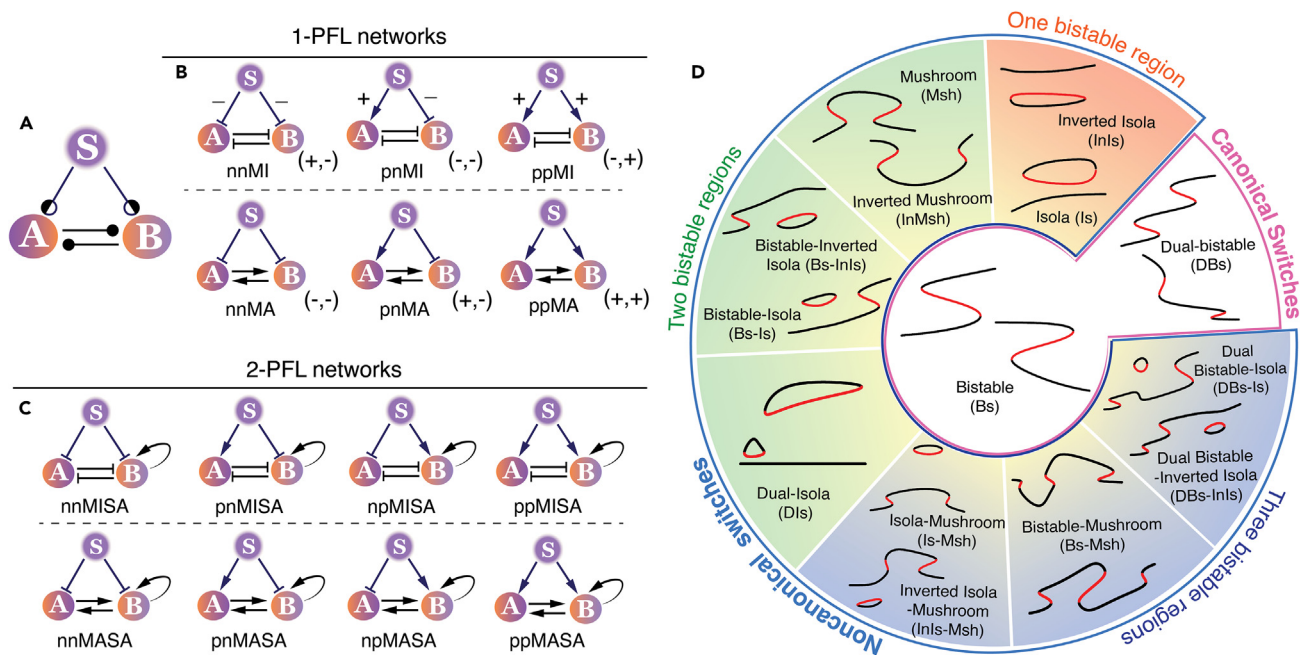 1-PFL networks
A
S
A B
B
S
− −
A B
nnMI (+,-)
S
+ −
A B
pnMI (-,-)
S
+ +
A B
ppMI (-,+)
S
A B
nnMA (-,-)
S
A B
pnMA (+,-)
S
A B
ppMA (+,+)
2-PFL networks
C
S
A B
nnMISA
S
A B
pnMISA
S
A B
npMISA
S
A B
ppMISA
S
A B
nnMASA
S
A B
pnMASA
S
A B
npMASA
S
A B
ppMASA
D
One bistable region
Inverted Isola
(InIs)
Isola (Is)
Canonical Switches
Dual-bistable
(DBs)
Two bistable regions
Mushroom
(Msh)
Inverted Mushroom
(InMsh)
Bistable-Inverted
Isola (Bs-InIs)
Bistable-Isola
(Bs-Is)
Dual-Isola
(DIs)
Bistable
(Bs)
Noncanonical switches
Three bistable regions
Dual
Bistable-Isola
(DBs-Is)
Dual Bistable
-Inverted Isola
(DBs-InIs)
Bistable-Mushroom
(Bs-Msh)
Isola-Mushroom
(Is-Msh)
Inverted Isola
-Mushroom
(InIs-Msh)